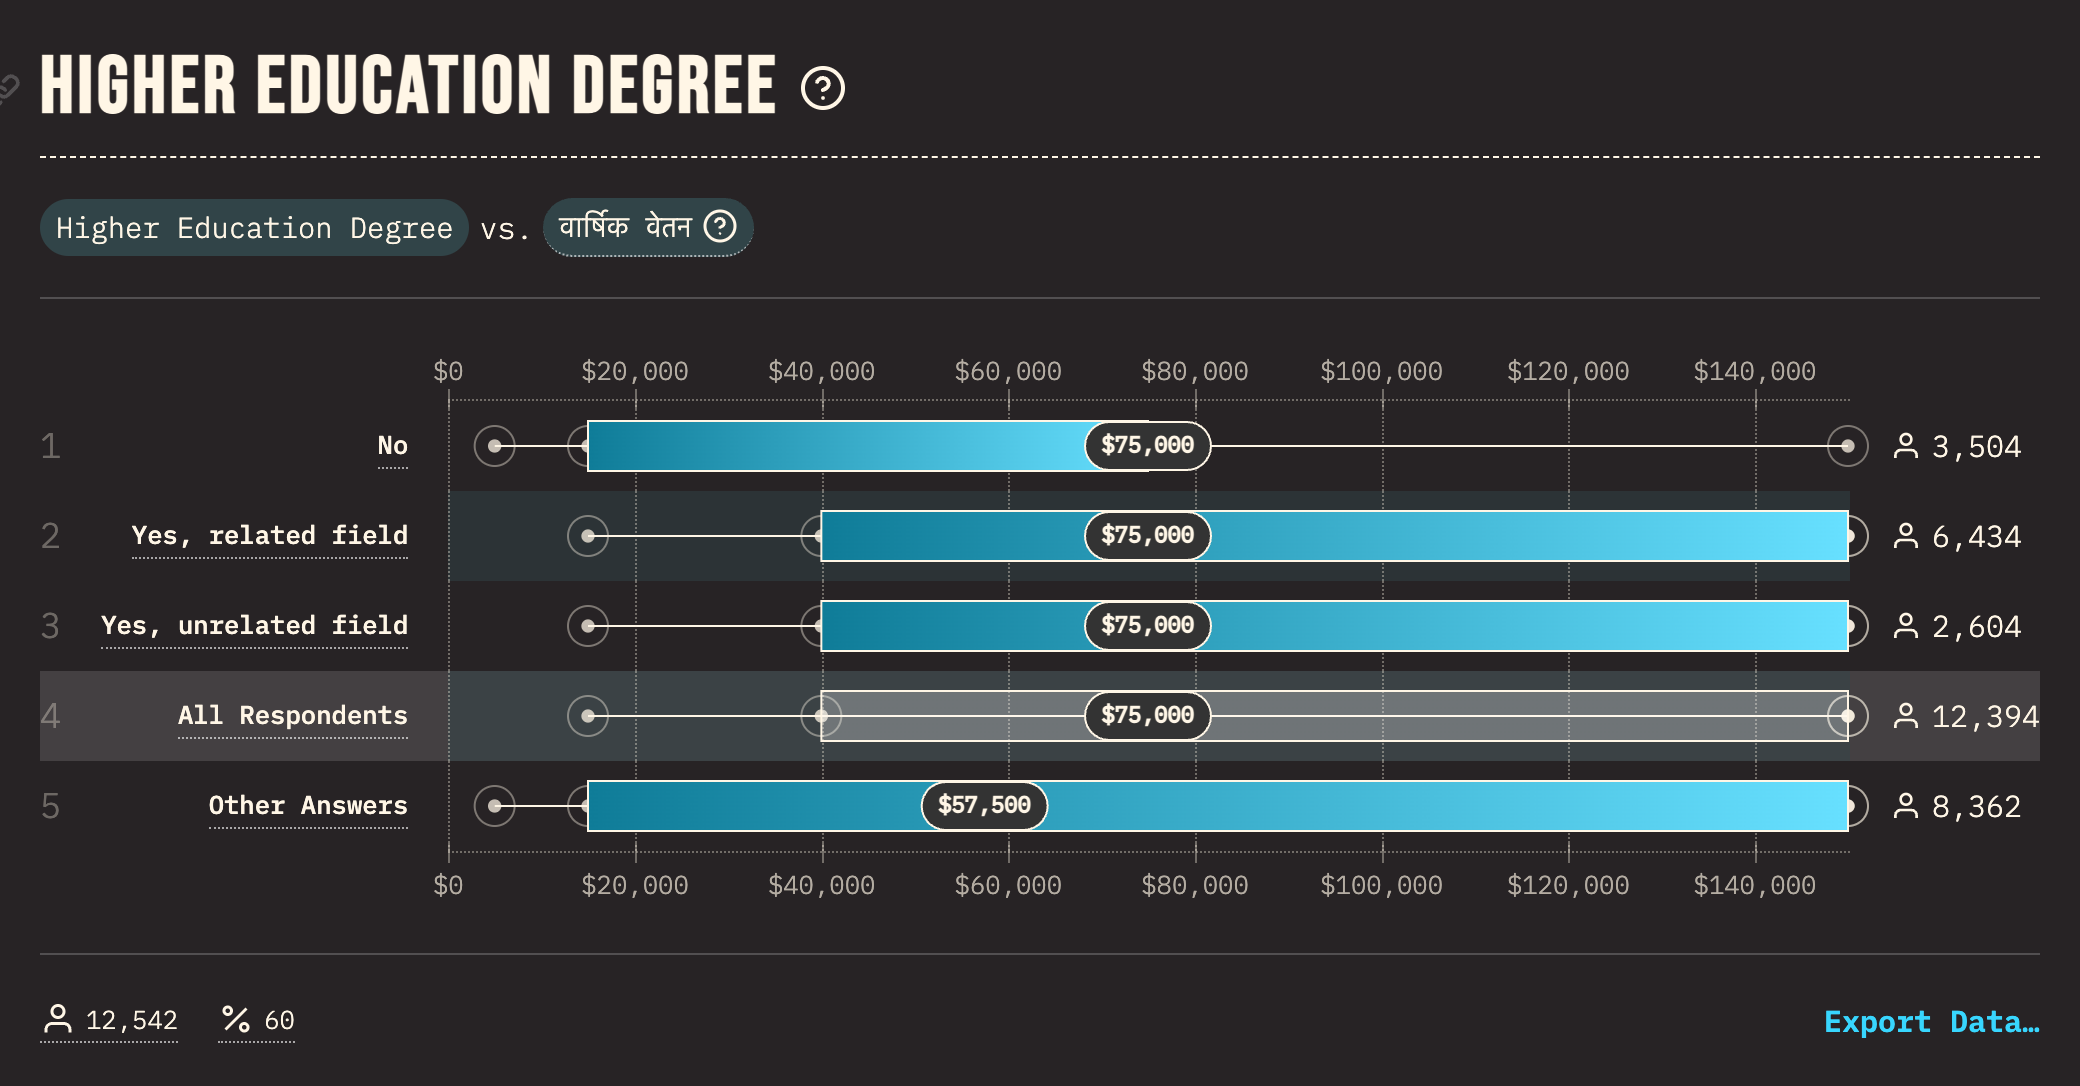 HIGHER EDUCATION DEGREE
Higher Education Degree vs. वार्षिक वेतन
$0 $20,000 $40,000 $60,000 $80,000 $100,000 $120,000 $140,000
1 No $75,000 3,504
2 Yes, related field $75,000 6,434
3 Yes, unrelated field $75,000 2,604
4 All Respondents $75,000 12,394
5 Other Answers $57,500 8,362
$0 $20,000 $40,000 $60,000 $80,000 $100,000 $120,000 $140,000
12,542 % 60 Export Data…